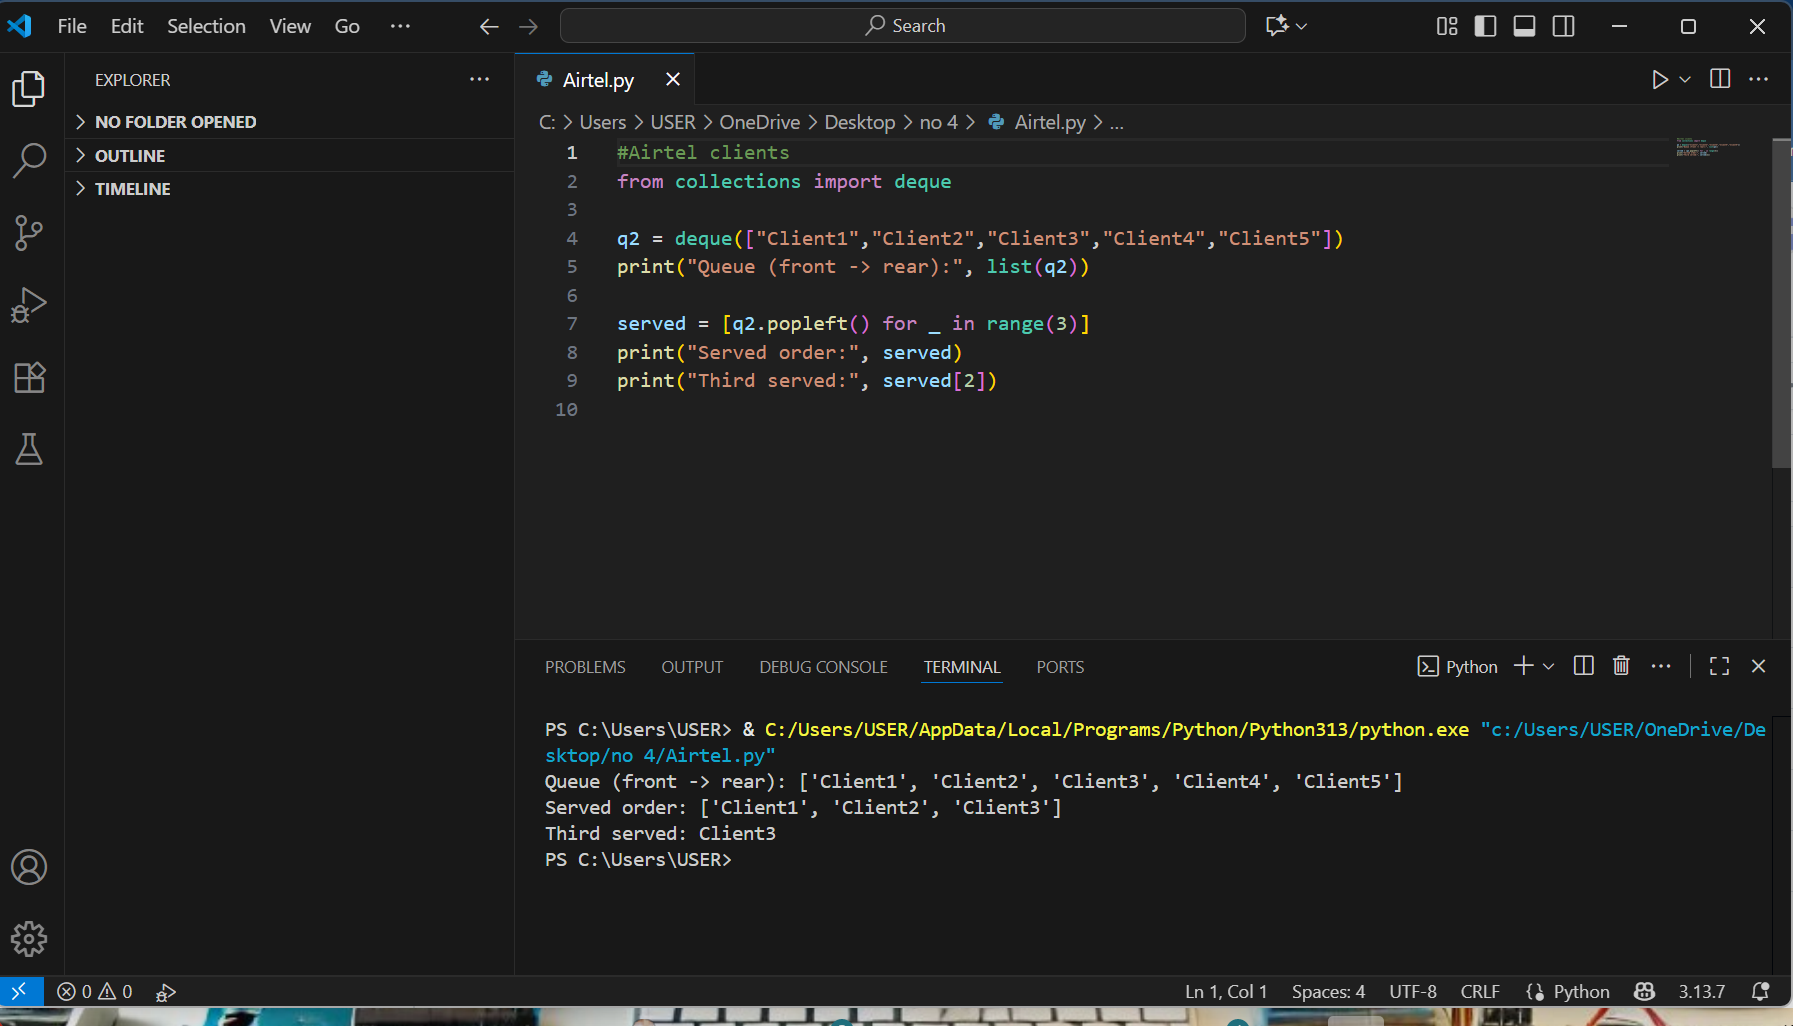 File Edit Selection View Go ··· Search
EXPLORER ···
NO FOLDER OPENED
OUTLINE
TIMELINE
Airtel.py
C: > Users > USER > OneDrive > Desktop > no 4 > Airtel.py > ...
1 #Airtel clients
2 from collections import deque
3
4 q2 = deque(["Client1","Client2","Client3","Client4","Client5"])
5 print("Queue (front -> rear):", list(q2))
6
7 served = [q2.popleft() for _ in range(3)]
8 print("Served order:", served)
9 print("Third served:", served[2])
10
PROBLEMS OUTPUT DEBUG CONSOLE TERMINAL PORTS Python
PS C:\Users\USER> & C:/Users/USER/AppData/Local/Programs/Python/Python313/python.exe "c:/Users/USER/OneDrive/De
sktop/no 4/Airtel.py"
Queue (front -> rear): ['Client1', 'Client2', 'Client3', 'Client4', 'Client5']
Served order: ['Client1', 'Client2', 'Client3']
Third served: Client3
PS C:\Users\USER>
0 0 Ln 1, Col 1 Spaces: 4 UTF-8 CRLF {} Python 3.13.7